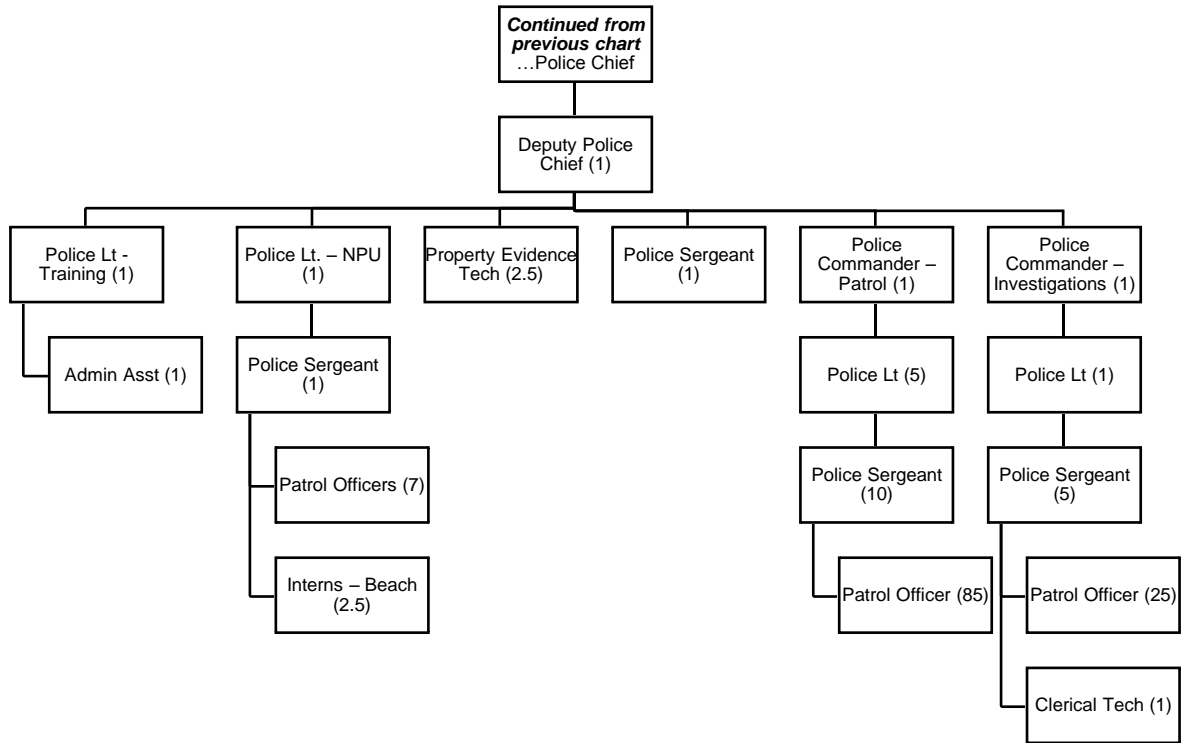 Continued from
previous chart
…Police Chief
Deputy Police
Chief (1)
Police Lt -
Training (1)
Police Lt. – NPU
(1)
Property Evidence
Tech (2.5)
Police Sergeant
(1)
Police
Commander –
Patrol (1)
Police
Commander –
Investigations (1)
Admin Asst (1)
Police Sergeant
(1)
Police Lt (5)
Police Lt (1)
Patrol Officers (7)
Police Sergeant
(10)
Police Sergeant
(5)
Interns – Beach
(2.5)
Patrol Officer (85)
Patrol Officer (25)
Clerical Tech (1)